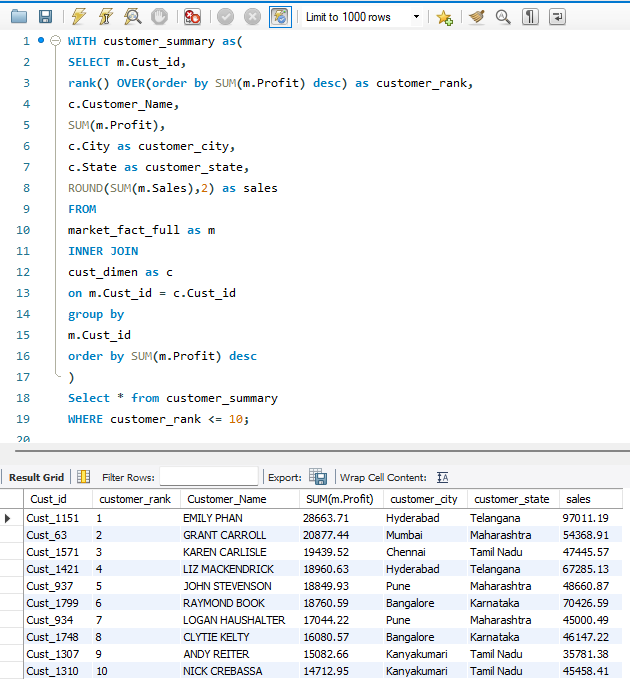 Limit to 1000 rows
1 WITH customer_summary as(
2 SELECT m.Cust_id,
3 rank() OVER(order by SUM(m.Profit) desc) as customer_rank,
4 c.Customer_Name,
5 SUM(m.Profit),
6 c.City as customer_city,
7 c.State as customer_state,
8 ROUND(SUM(m.Sales),2) as sales
9 FROM
10 market_fact_full as m
11 INNER JOIN
12 cust_dimen as c
13 on m.Cust_id = c.Cust_id
14 group by
15 m.Cust_id
16 order by SUM(m.Profit) desc
17 )
18 Select * from customer_summary
19 WHERE customer_rank <= 10;
20
Result Grid Filter Rows: Export: Wrap Cell Content: IA
Cust_id customer_rank Customer_Name SUM(m.Profit) customer_city customer_state sales
Cust_1151 1 EMILY PHAN 28663.71 Hyderabad Telangana 97011.19
Cust_63 2 GRANT CARROLL 20877.44 Mumbai Maharashtra 54368.91
Cust_1571 3 KAREN CARLISLE 19439.52 Chennai Tamil Nadu 47445.57
Cust_1421 4 LIZ MACKENDRICK 18960.63 Hyderabad Telangana 67285.13
Cust_937 5 JOHN STEVENSON 18849.93 Pune Maharashtra 48660.87
Cust_1799 6 RAYMOND BOOK 18760.59 Bangalore Karnataka 70426.59
Cust_934 7 LOGAN HAUSHALTER 17044.22 Pune Maharashtra 45000.49
Cust_1748 8 CLYTIE KELTY 16080.57 Bangalore Karnataka 46147.22
Cust_1307 9 ANDY REITER 15082.66 Kanyakumari Tamil Nadu 35781.38
Cust_1310 10 NICK CREBASSA 14712.95 Kanyakumari Tamil Nadu 45458.41